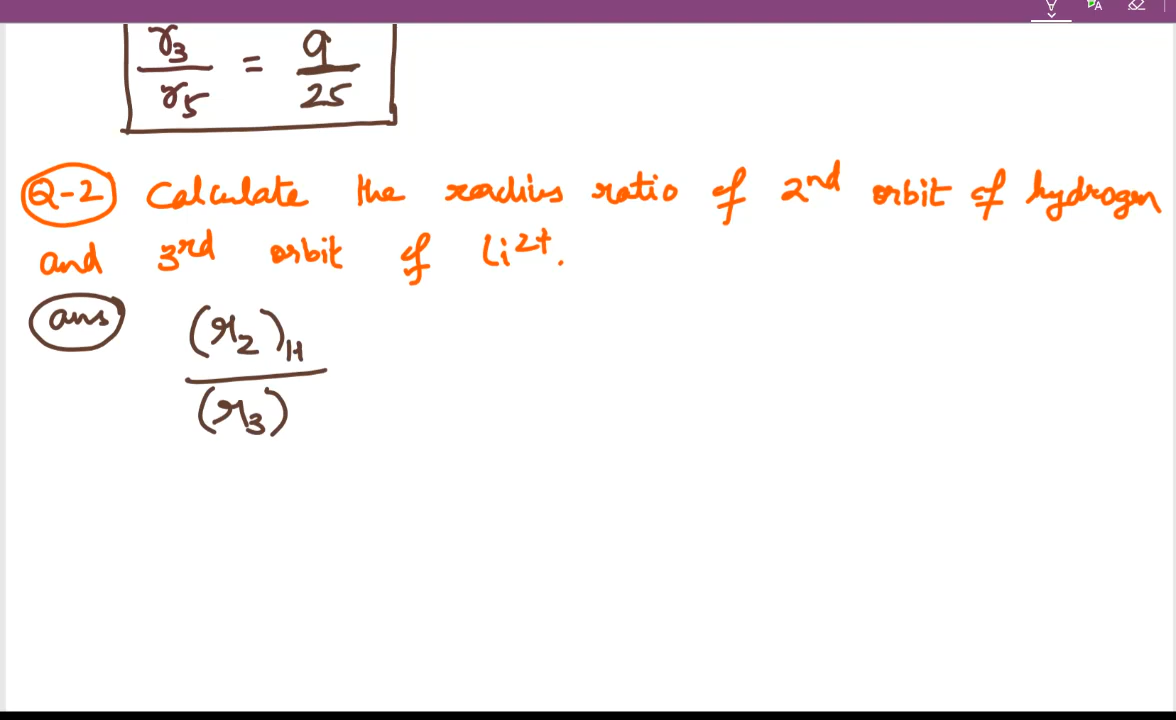 r3/r5 = 9/25
Q-2 Calculate the radius ratio of 2nd orbit of hydrogen
and 3rd orbit of Li2+.
ans (r2)H
(r3)